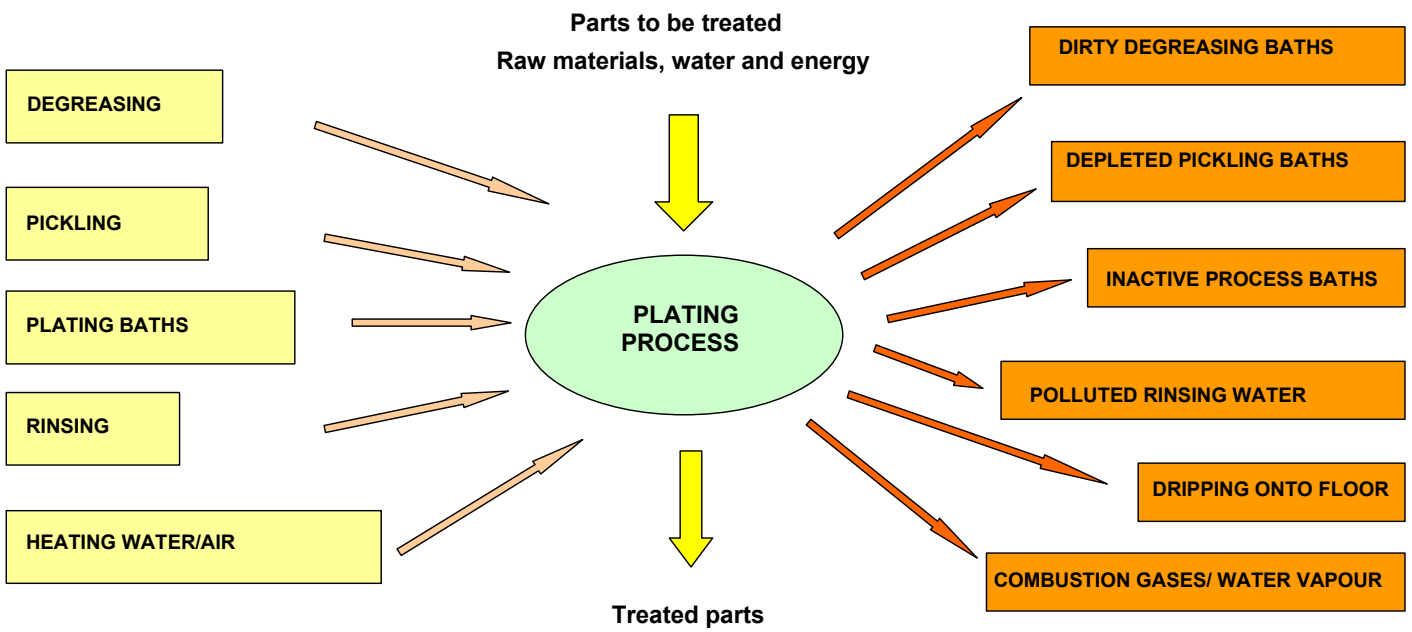 Parts to be treated
Raw materials, water and energy
DEGREASING
PICKLING
PLATING BATHS
RINSING
HEATING WATER/AIR
PLATING
PROCESS
DIRTY DEGREASING BATHS
DEPLETED PICKLING BATHS
INACTIVE PROCESS BATHS
POLLUTED RINSING WATER
DRIPPING ONTO FLOOR
COMBUSTION GASES/ WATER VAPOUR
Treated parts